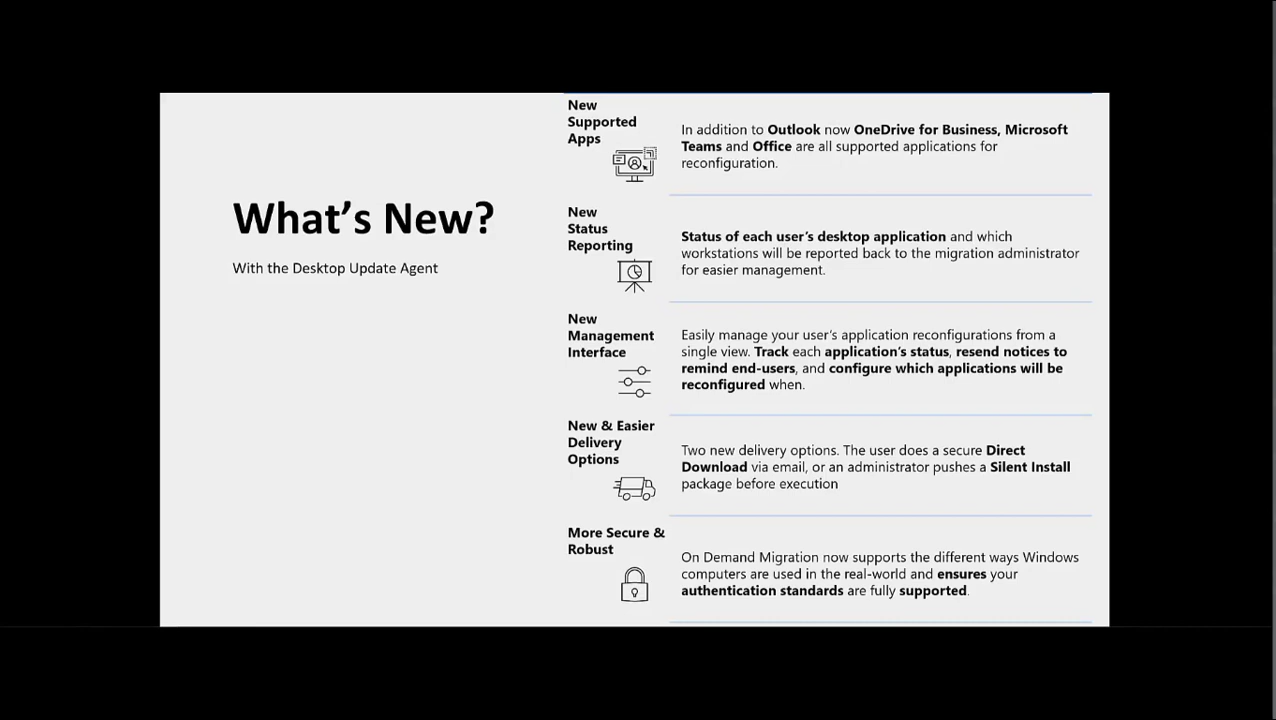 What's New?
With the Desktop Update Agent
New
Supported
Apps
In addition to Outlook now OneDrive for Business, Microsoft
Teams and Office are all supported applications for
reconfiguration.
New
Status
Reporting
Status of each user's desktop application and which
workstations will be reported back to the migration administrator
for easier management.
New
Management
Interface
Easily manage your user's application reconfigurations from a
single view. Track each application's status, resend notices to
remind end-users, and configure which applications will be
reconfigured when.
New & Easier
Delivery
Options
Two new delivery options. The user does a secure Direct
Download via email, or an administrator pushes a Silent Install
package before execution
More Secure &
Robust
On Demand Migration now supports the different ways Windows
computers are used in the real-world and ensures your
authentication standards are fully supported.